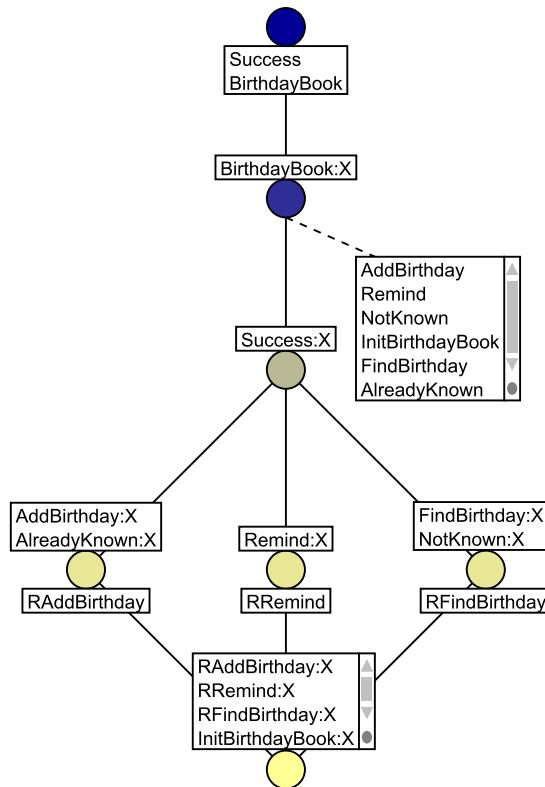 Success
BirthdayBook
BirthdayBook:X
AddBirthday
Remind
NotKnown
InitBirthdayBook
FindBirthday
AlreadyKnown
Success:X
AddBirthday:X
AlreadyKnown:X
Remind:X
FindBirthday:X
NotKnown:X
RAddBirthday
RRemind
RFindBirthday
RAddBirthday:X
RRemind:X
RFindBirthday:X
InitBirthdayBook:X